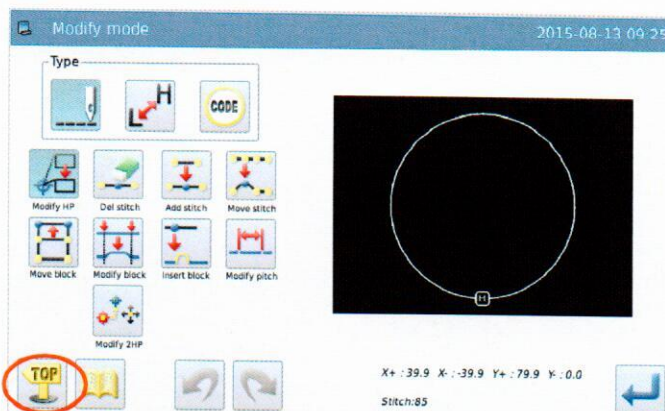 Modify mode
2015-08-13 09:25
Type
L H
CODE
Modify HP Del stitch Add stitch Move stitch
Move block Modify block Insert block Modify pitch
Modify 2HP
H
TOP
X+ : 39.9 X- : -39.9 Y+ : 79.9 Y- : 0.0
Stitch:85